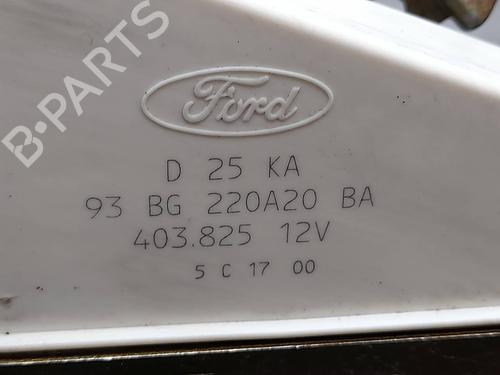 B-PARTS
Ford
D 25 KA
93 BG 220A20 BA
403.825 12V
5 C 17 00